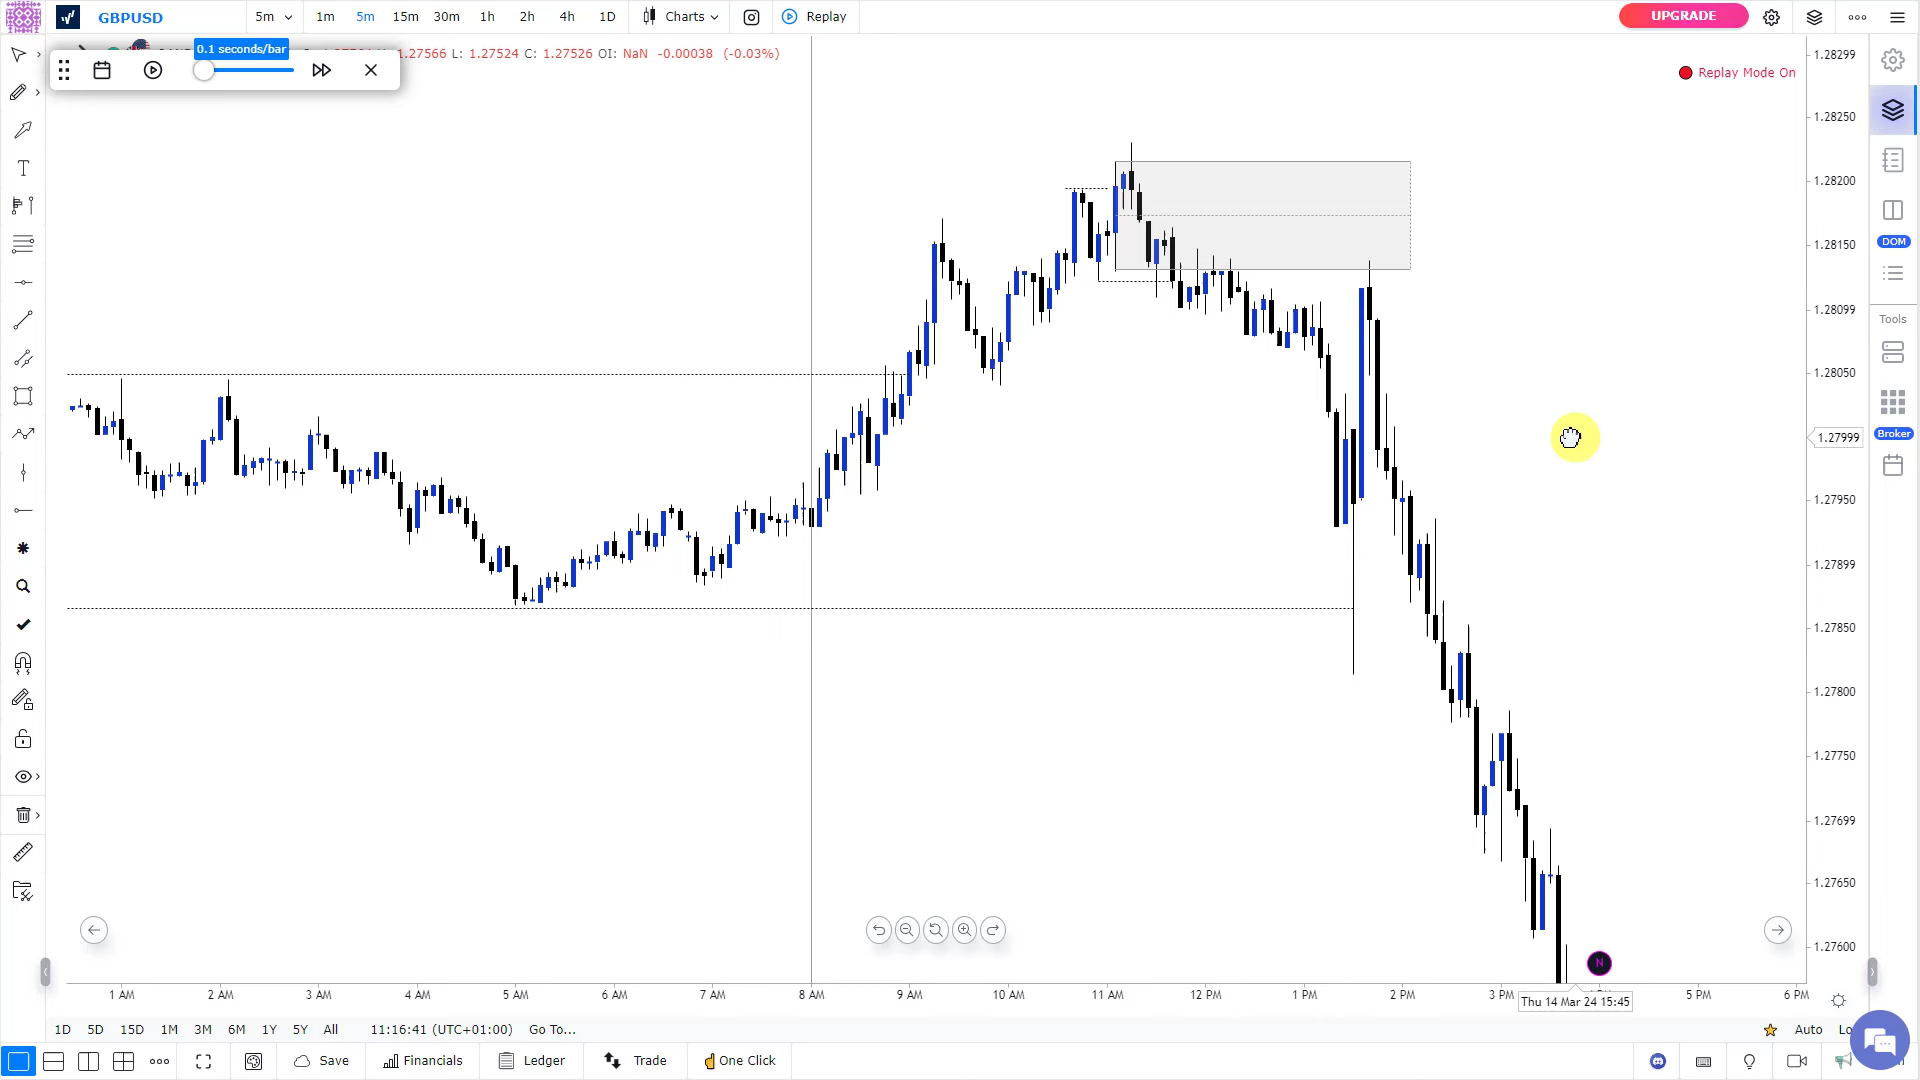 GBPUSD 5m 1m 5m 15m 30m 1h 2h 4h 1D Charts Replay UPGRADE
0.1 seconds/bar
1.27566 L: 1.27524 C: 1.27526 OI: NaN -0.00038 (-0.03%)
Replay Mode On
1.28299
1.28250
1.28200
1.28150
1.28099
1.28050
1.27999
1.27950
1.27899
1.27850
1.27800
1.27750
1.27699
1.27650
1.27600
DOM
Tools
Broker
N
1 AM 2 AM 3 AM 4 AM 5 AM 6 AM 7 AM 8 AM 9 AM 10 AM 11 AM 12 PM 1 PM 2 PM 3 PM 5 PM 6 PM
Thu 14 Mar 24 15:45
1D 5D 15D 1M 3M 6M 1Y 5Y All 11:16:41 (UTC+01:00) Go To... Auto Lo
Save Financials Ledger Trade One Click